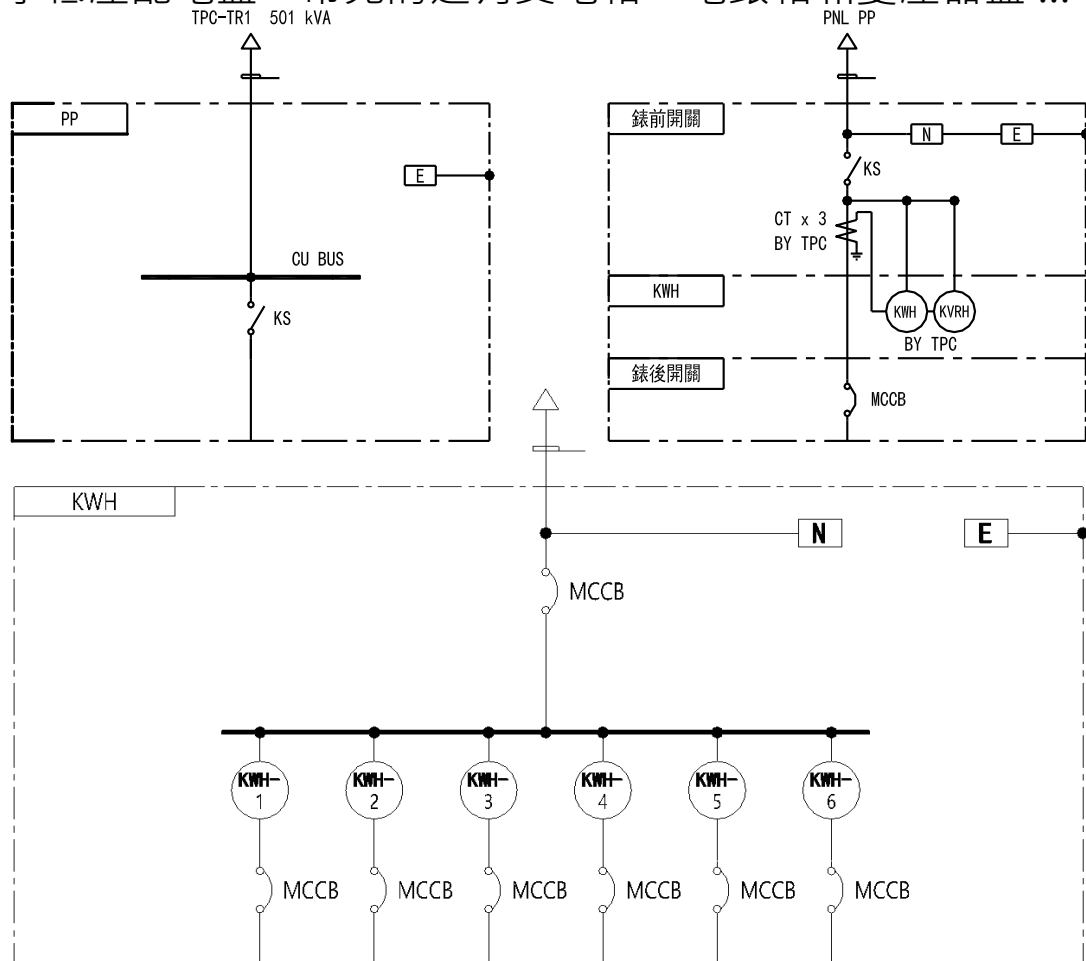 TPC-TR1 501 kVA
PNL PP
PP
E
CU BUS
KS
錶前開關
N
E
KS
CT x 3
BY TPC
KWH
KWH
KVRH
BY TPC
錶後開關
MCCB
KWH
N
E
MCCB
KWH-
1
KWH-
2
KWH-
3
KWH-
4
KWH-
5
KWH-
6
MCCB
MCCB
MCCB
MCCB
MCCB
MCCB